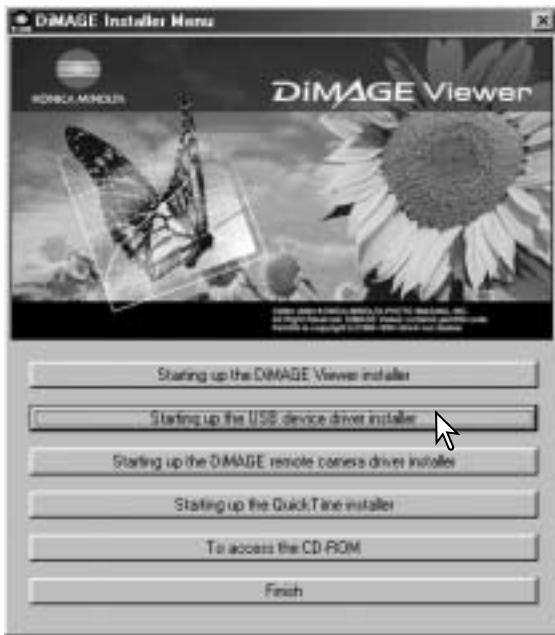 DiMAGE Installer Menu
KONICA MINOLTA
DiMAGE Viewer
Starting up the DiMAGE Viewer installer
Starting up the USB device driver installer
Starting up the DiMAGE remote camera driver installer
Starting up the QuickTime installer
To access the CD-ROM
Finish